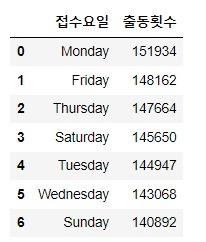 접수요일 출동횟수
0 Monday 151934
1 Friday 148162
2 Thursday 147664
3 Saturday 145650
4 Tuesday 144947
5 Wednesday 143068
6 Sunday 140892